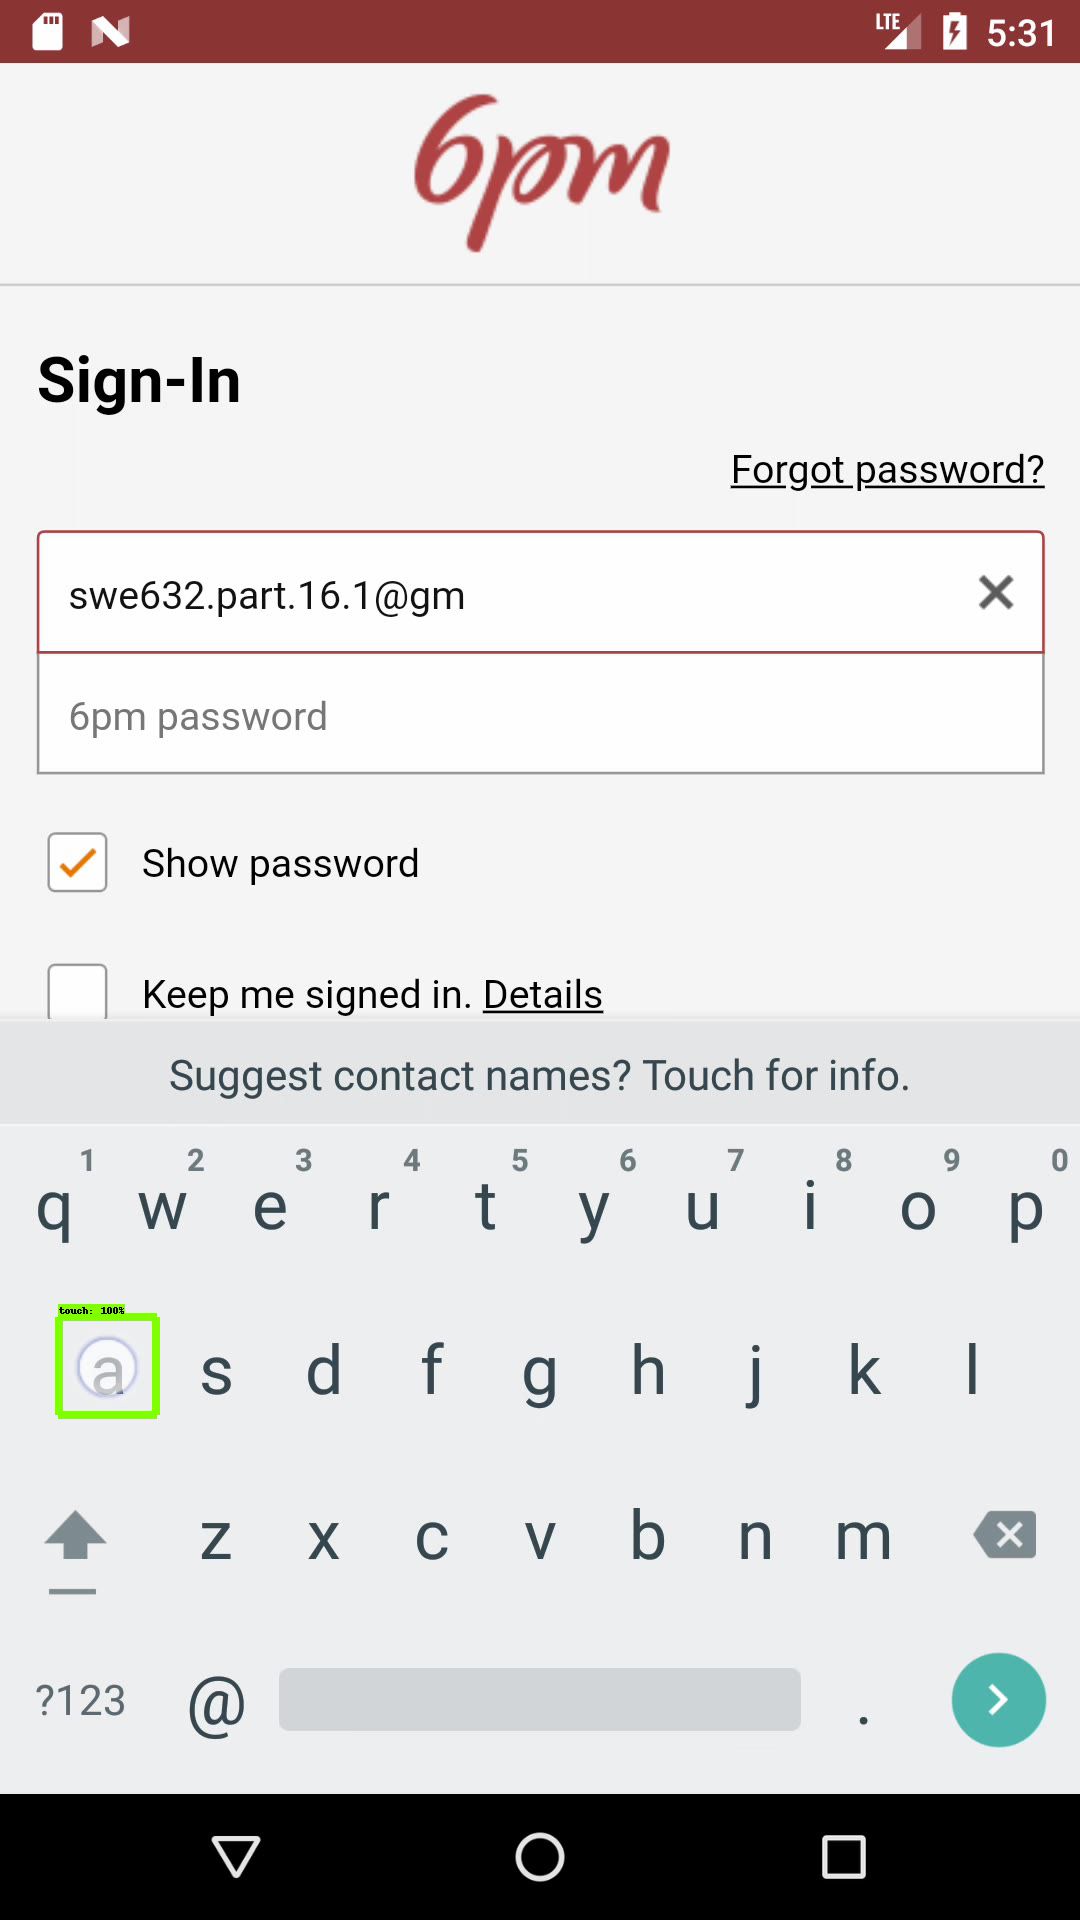 LTE 5:31
6pm
Sign-In
Forgot password?
swe632.part.16.1@gm
6pm password
Show password
Keep me signed in. Details
Suggest contact names? Touch for info.
1 2 3 4 5 6 7 8 9 0
q w e r t y u i o p
touch: 100%
a s d f g h j k l
z x c v b n m
?123 @ .